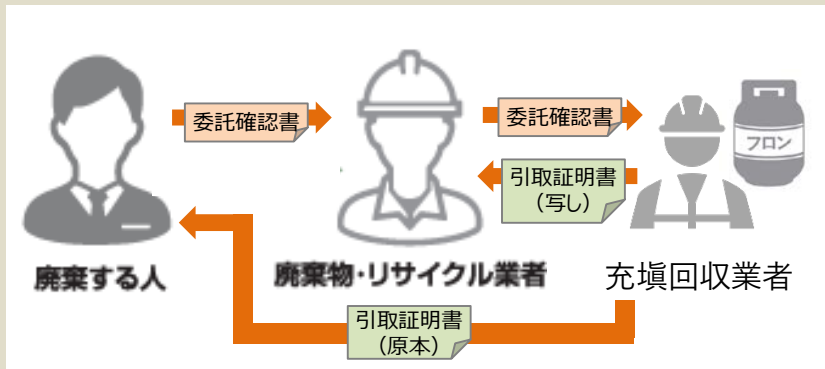 委託確認書
委託確認書
フロン
引取証明書
（写し）
廃棄する人
廃棄物・リサイクル業者
充塡回収業者
引取証明書
（原本）